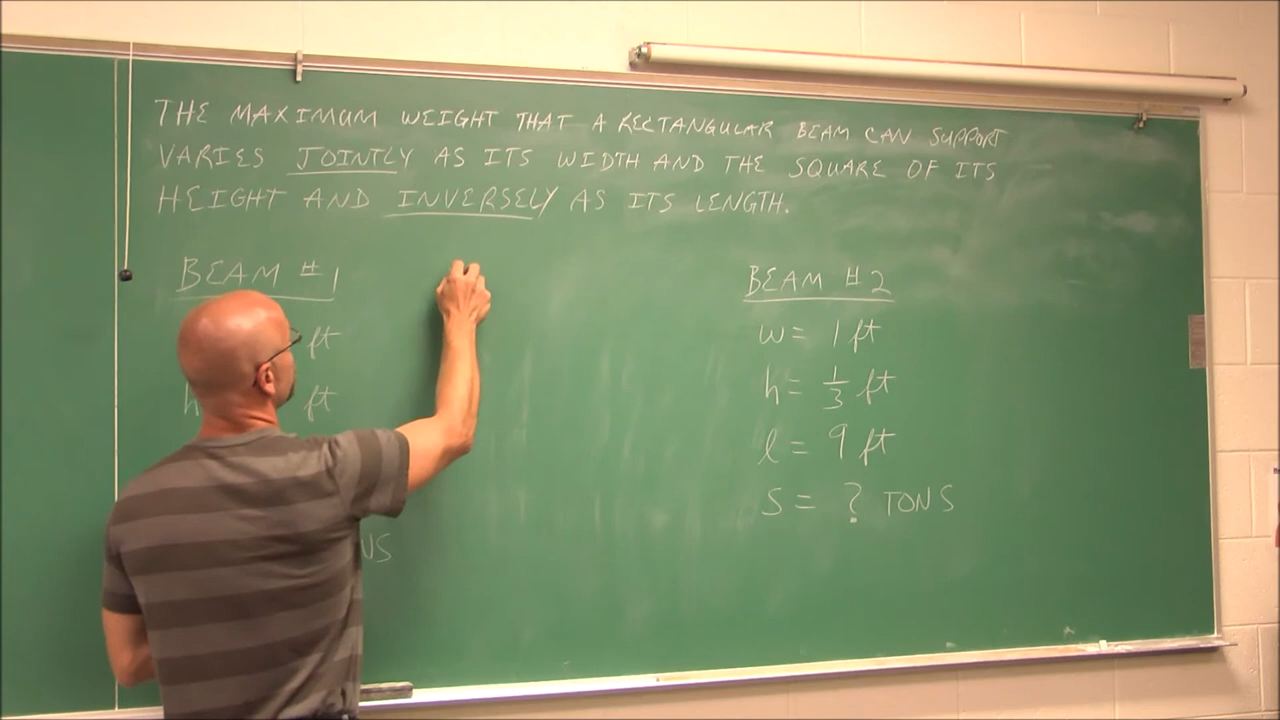 THE MAXIMUM WEIGHT THAT A RECTANGULAR BEAM CAN SUPPORT
VARIES JOINTLY AS ITS WIDTH AND THE SQUARE OF ITS
HEIGHT AND INVERSELY AS ITS LENGTH.
BEAM #1
ft
h ft
NS
BEAM #2
w = 1 ft
h = 1/3 ft
l = 9 ft
S = ? TONS